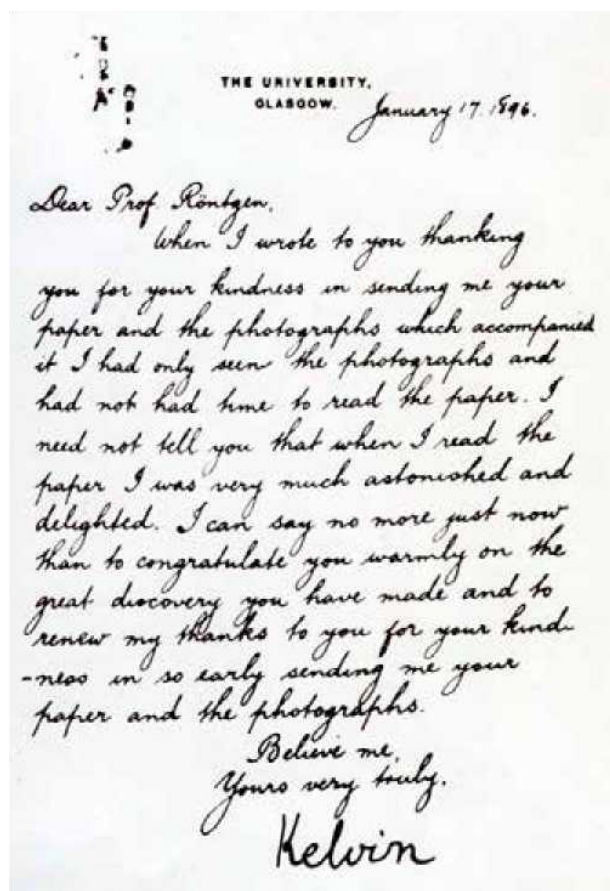 THE UNIVERSITY,
GLASGOW.
January 17. 1896.
Dear Prof. Röntgen,
When I wrote to you thanking
you for your kindness in sending me your
paper and the photographs which accompanied
it I had only seen the photographs and
had not had time to read the paper. I
need not tell you that when I read the
paper I was very much astonished and
delighted. I can say no more just now
than to congratulate you warmly on the
great discovery you have made and to
renew my thanks to you for your kind-
-ness in so early sending me your
paper and the photographs.
Believe me,
Yours very truly,
Kelvin